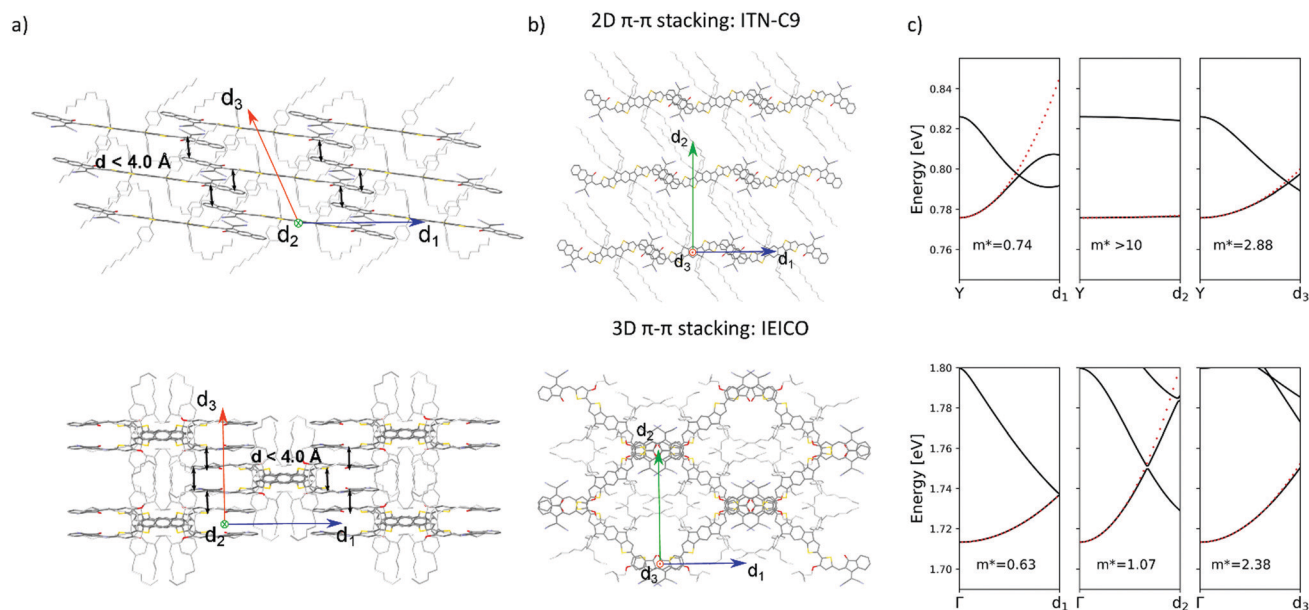 a)
d₃
d < 4.0 Å
d₂
d₁
d₃
d < 4.0 Å
d₂
d₁
b)
2D π-π stacking: ITN-C9
d₂
d₃
d₁
3D π-π stacking: IEICO
d₂
d₃
d₁
c)
Energy [eV]
0.84
0.82
0.80
0.78
0.76
m*=0.74
Y
d₁
m* >10
Y
d₂
m*=2.88
Y
d₃
Energy [eV]
1.80
1.78
1.76
1.74
1.72
1.70
m*=0.63
Γ
d₁
m*=1.07
Γ
d₂
m*=2.38
Γ
d₃